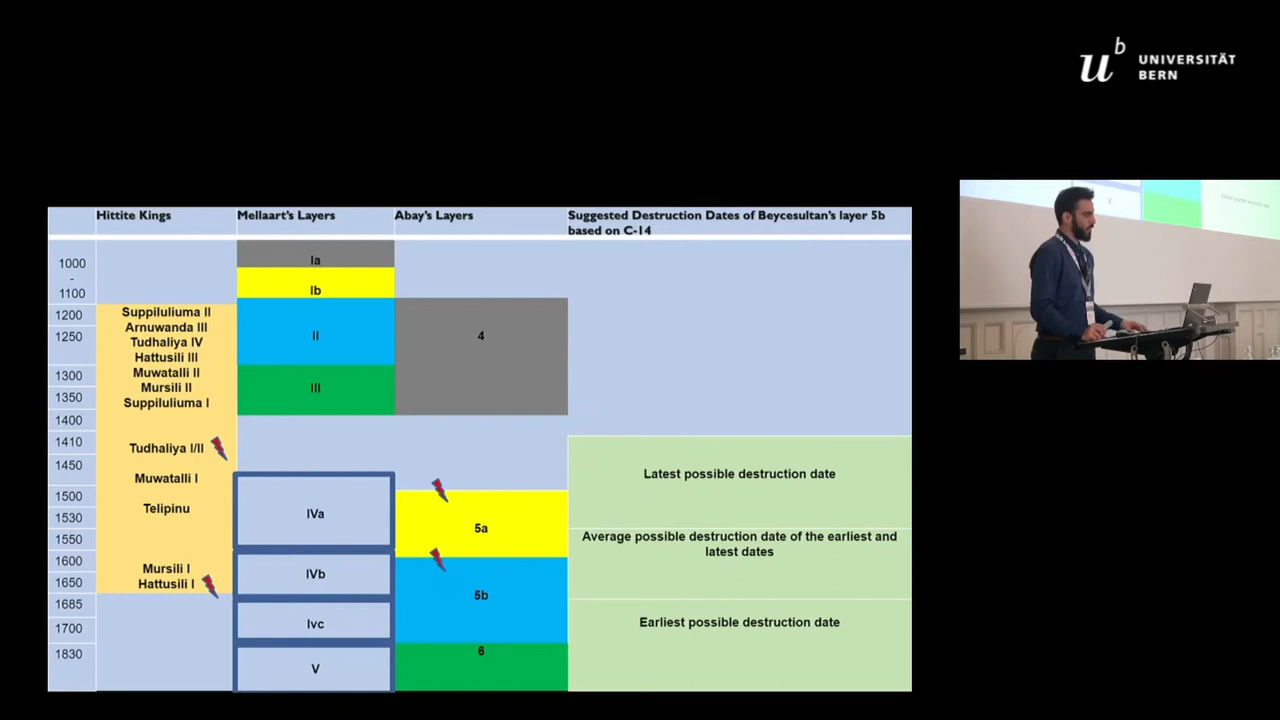 u^b UNIVERSITÄT
BERN
Hittite Kings
Mellaart's Layers
Abay's Layers
Suggested Destruction Dates of Beycesultan's layer 5b
based on C-14
1000
-
1100
1200
1250
1300
1350
1400
1410
1450
1500
1530
1550
1600
1650
1685
1700
1830
Suppiluliuma II
Arnuwanda III
Tudhaliya IV
Hattusili III
Muwatalli II
Mursili II
Suppiluliuma I
Tudhaliya I/II
Muwatalli I
Telipinu
Mursili I
Hattusili I
Ia
Ib
II
III
IVa
IVb
Ivc
V
4
5a
5b
6
Latest possible destruction date
Average possible destruction date of the earliest and
latest dates
Earliest possible destruction date